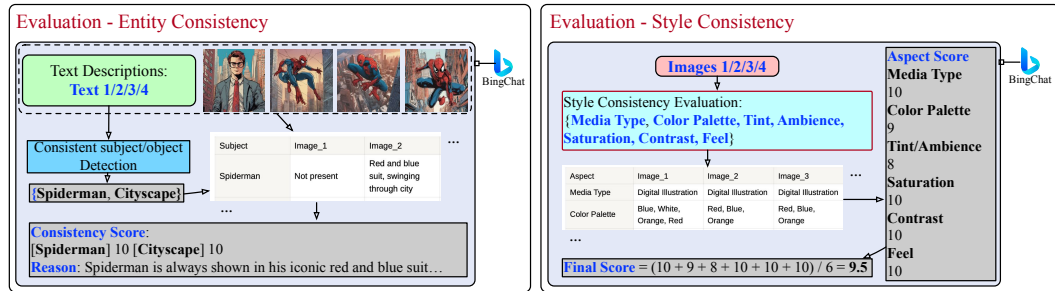 Evaluation - Entity Consistency
Text Descriptions:
Text 1/2/3/4
BingChat
Consistent subject/object
Detection
{Spiderman, Cityscape}
Subject Image_1 Image_2 ...
Spiderman Not present Red and blue
suit, swinging
through city
...
Consistency Score:
[Spiderman] 10 [Cityscape] 10
Reason: Spiderman is always shown in his iconic red and blue suit…
Evaluation - Style Consistency
Images 1/2/3/4
Style Consistency Evaluation:
{Media Type, Color Palette, Tint, Ambience,
Saturation, Contrast, Feel}
Aspect Image_1 Image_2 Image_3 ...
Media Type Digital Illustration Digital Illustration Digital Illustration
Color Palette Blue, White, Red, Blue, Red, Blue,
Orange, Red Orange Orange
...
Final Score = (10 + 9 + 8 + 10 + 10 + 10) / 6 = 9.5
Aspect Score
Media Type
10
Color Palette
9
Tint/Ambience
8
Saturation
10
Contrast
10
Feel
10
BingChat